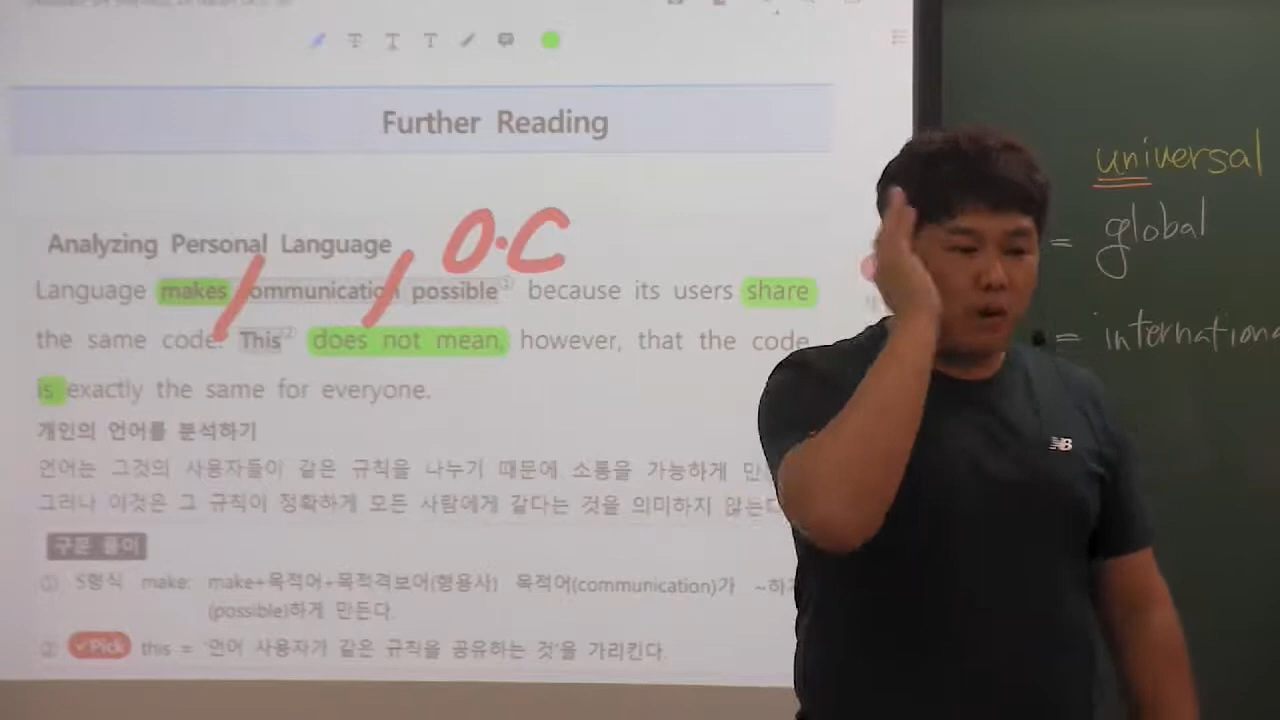 Further Reading
O.C
Analyzing Personal Language
Language makes communication possible① because its users share
the same code. This② does not mean, however, that the code
is exactly the same for everyone.
개인의 언어를 분석하기
언어는 그것의 사용자들이 같은 규칙을 나누기 때문에 소통을 가능하게 만
그러나 이것은 그 규칙이 정확하게 모든 사람에게 같다는 것을 의미하지 않는다
구문 풀이
① 5형식 make: make+목적어+목적격보어(형용사) 목적어(communication)가 ~하
(possible)하게 만든다.
② ✓Pick this = '언어 사용자가 같은 규칙을 공유하는 것'을 가리킨다.
universal
= global
= internationa
NB